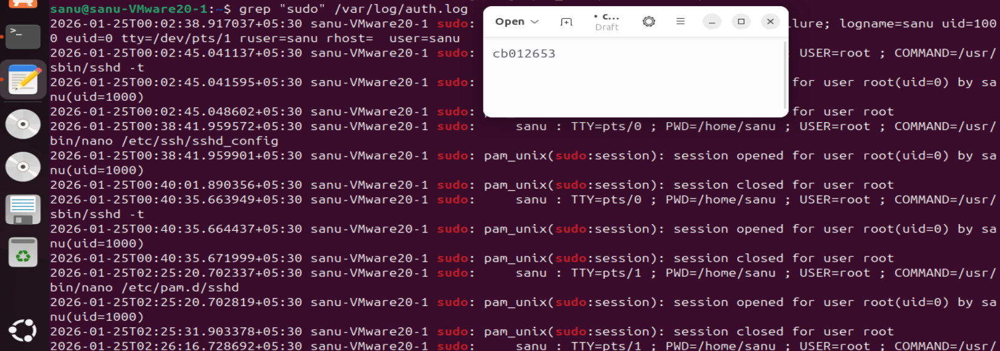 sanu@sanu-VMware20-1:~$ grep "sudo" /var/log/auth.log
2026-01-25T00:02:38.917037+05:30 sanu-VMware20-1 sudo: lure; logname=sanu uid=100
0 euid=0 tty=/dev/pts/1 ruser=sanu rhost=  user=sanu
2026-01-25T00:02:45.041137+05:30 sanu-VMware20-1 sudo: ; USER=root ; COMMAND=/usr/
sbin/sshd -t
2026-01-25T00:02:45.041595+05:30 sanu-VMware20-1 sudo: for user root(uid=0) by sa
nu(uid=1000)
2026-01-25T00:02:45.048602+05:30 sanu-VMware20-1 sudo: for user root
2026-01-25T00:38:41.959572+05:30 sanu-VMware20-1 sudo:     sanu : TTY=pts/0 ; PWD=/home/sanu ; USER=root ; COMMAND=/usr/
bin/nano /etc/ssh/sshd_config
2026-01-25T00:38:41.959901+05:30 sanu-VMware20-1 sudo: pam_unix(sudo:session): session opened for user root(uid=0) by sa
nu(uid=1000)
2026-01-25T00:40:01.890356+05:30 sanu-VMware20-1 sudo: pam_unix(sudo:session): session closed for user root
2026-01-25T00:40:35.663949+05:30 sanu-VMware20-1 sudo:     sanu : TTY=pts/0 ; PWD=/home/sanu ; USER=root ; COMMAND=/usr/
sbin/sshd -t
2026-01-25T00:40:35.664437+05:30 sanu-VMware20-1 sudo: pam_unix(sudo:session): session opened for user root(uid=0) by sa
nu(uid=1000)
2026-01-25T00:40:35.671999+05:30 sanu-VMware20-1 sudo: pam_unix(sudo:session): session closed for user root
2026-01-25T02:25:20.702337+05:30 sanu-VMware20-1 sudo:     sanu : TTY=pts/1 ; PWD=/home/sanu ; USER=root ; COMMAND=/usr/
bin/nano /etc/pam.d/sshd
2026-01-25T02:25:20.702819+05:30 sanu-VMware20-1 sudo: pam_unix(sudo:session): session opened for user root(uid=0) by sa
nu(uid=1000)
2026-01-25T02:25:31.903378+05:30 sanu-VMware20-1 sudo: pam_unix(sudo:session): session closed for user root
2026-01-25T02:26:16.728692+05:30 sanu-VMware20-1 sudo:     sanu : TTY=pts/1 ; PWD=/home/sanu ; USER=root ; COMMAND=/usr/
Open
• c...
Draft
cb012653
>_